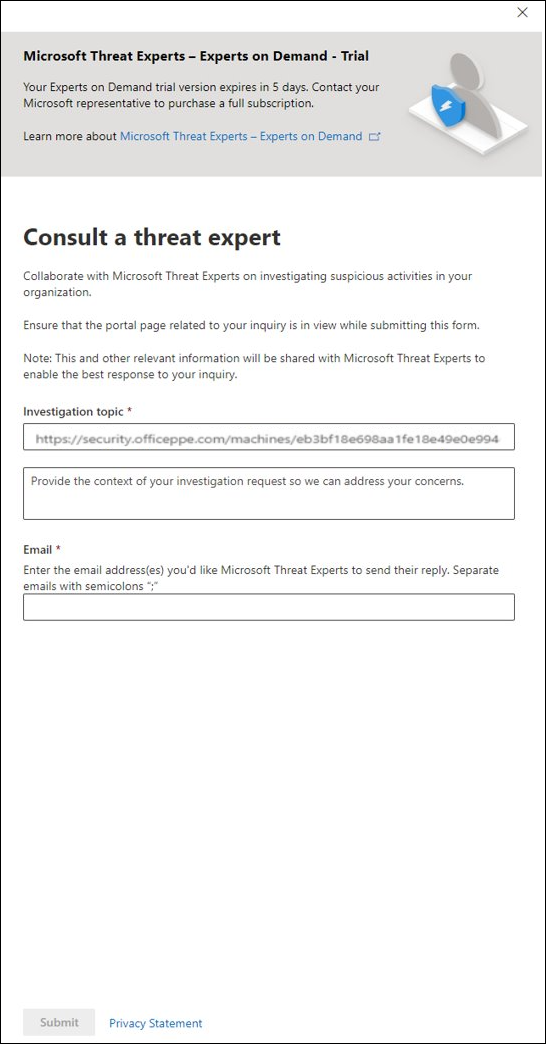 Microsoft Threat Experts – Experts on Demand - Trial
Your Experts on Demand trial version expires in 5 days. Contact your
Microsoft representative to purchase a full subscription.
Learn more about Microsoft Threat Experts – Experts on Demand
Consult a threat expert
Collaborate with Microsoft Threat Experts on investigating suspicious activities in your
organization.
Ensure that the portal page related to your inquiry is in view while submitting this form.
Note: This and other relevant information will be shared with Microsoft Threat Experts to
enable the best response to your inquiry.
Investigation topic *
https://security.officeppe.com/machines/eb3bf18e698aa1fe18e49e0e994
Provide the context of your investigation request so we can address your concerns.
Email *
Enter the email address(es) you'd like Microsoft Threat Experts to send their reply. Separate
emails with semicolons ";"
Submit
Privacy Statement